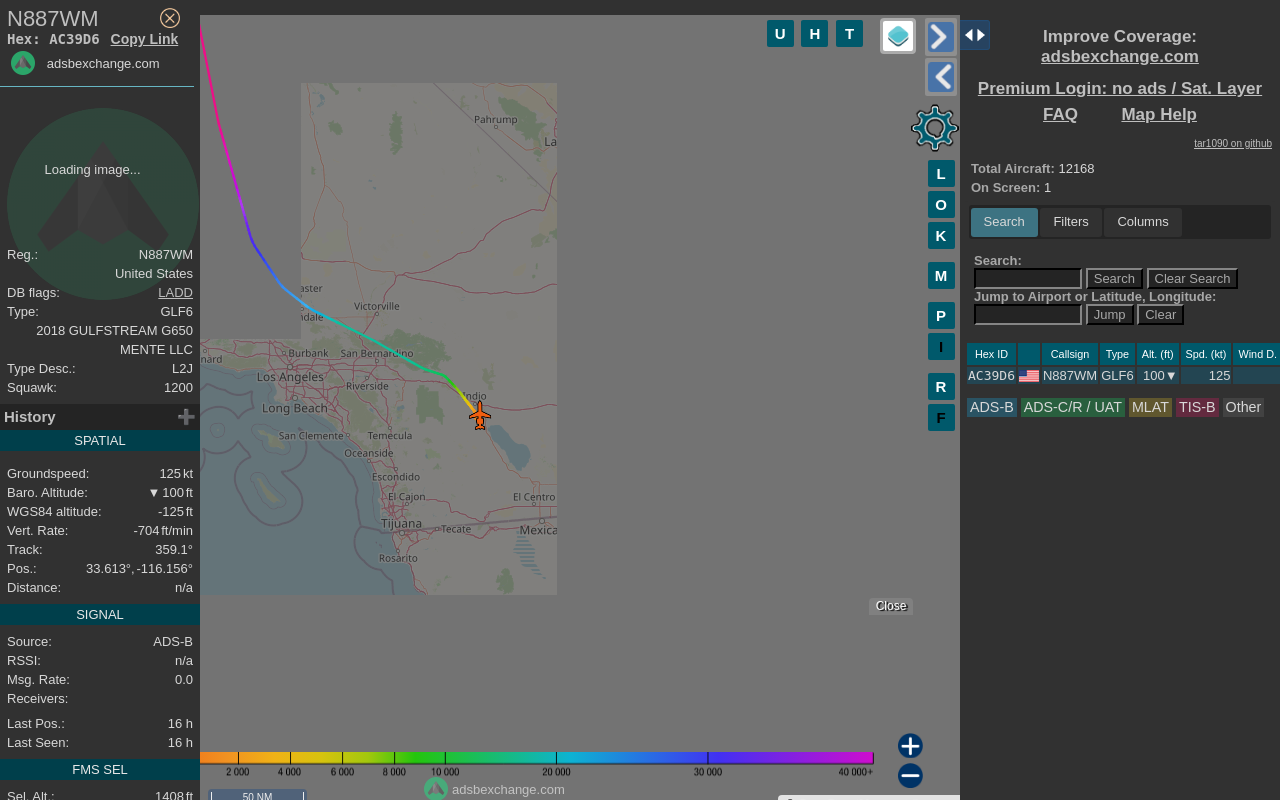 N887WM
Hex: AC39D6 Copy Link
adsbexchange.com
Loading image...
Reg.: N887WM
United States
DB flags: LADD
Type: GLF6
2018 GULFSTREAM G650
MENTE LLC
Type Desc.: L2J
Squawk: 1200
History
SPATIAL
Groundspeed: 125 kt
Baro. Altitude: ▼ 100 ft
WGS84 altitude: -125 ft
Vert. Rate: -704 ft/min
Track: 359.1°
Pos.: 33.613°, -116.156°
Distance: n/a
SIGNAL
Source: ADS-B
RSSI: n/a
Msg. Rate: 0.0
Receivers:
Last Pos.: 16 h
Last Seen: 16 h
FMS SEL
Sel. Alt.: 1408 ft
U H T
Pahrump
La
aster
dale
Victorville
nard
Burbank
San Bernardino
Los Angeles
Riverside
Indio
Long Beach
San Clemente
Temecula
Oceanside
Escondido
El Cajon
El Centro
Tijuana
Tecate
Mexica
Rosarito
L
O
K
M
P
I
R
F
Close
2 000 4 000 6 000 8 000 10 000 20 000 30 000 40 000+
adsbexchange.com
50 NM
Improve Coverage:
adsbexchange.com
Premium Login: no ads / Sat. Layer
FAQ Map Help
tar1090 on github
Total Aircraft: 12168
On Screen: 1
Search Filters Columns
Search:
Search Clear Search
Jump to Airport or Latitude, Longitude:
Jump Clear
Hex ID Callsign Type Alt. (ft) Spd. (kt) Wind D.
AC39D6 N887WM GLF6 100▼ 125
ADS-B ADS-C/R / UAT MLAT TIS-B Other